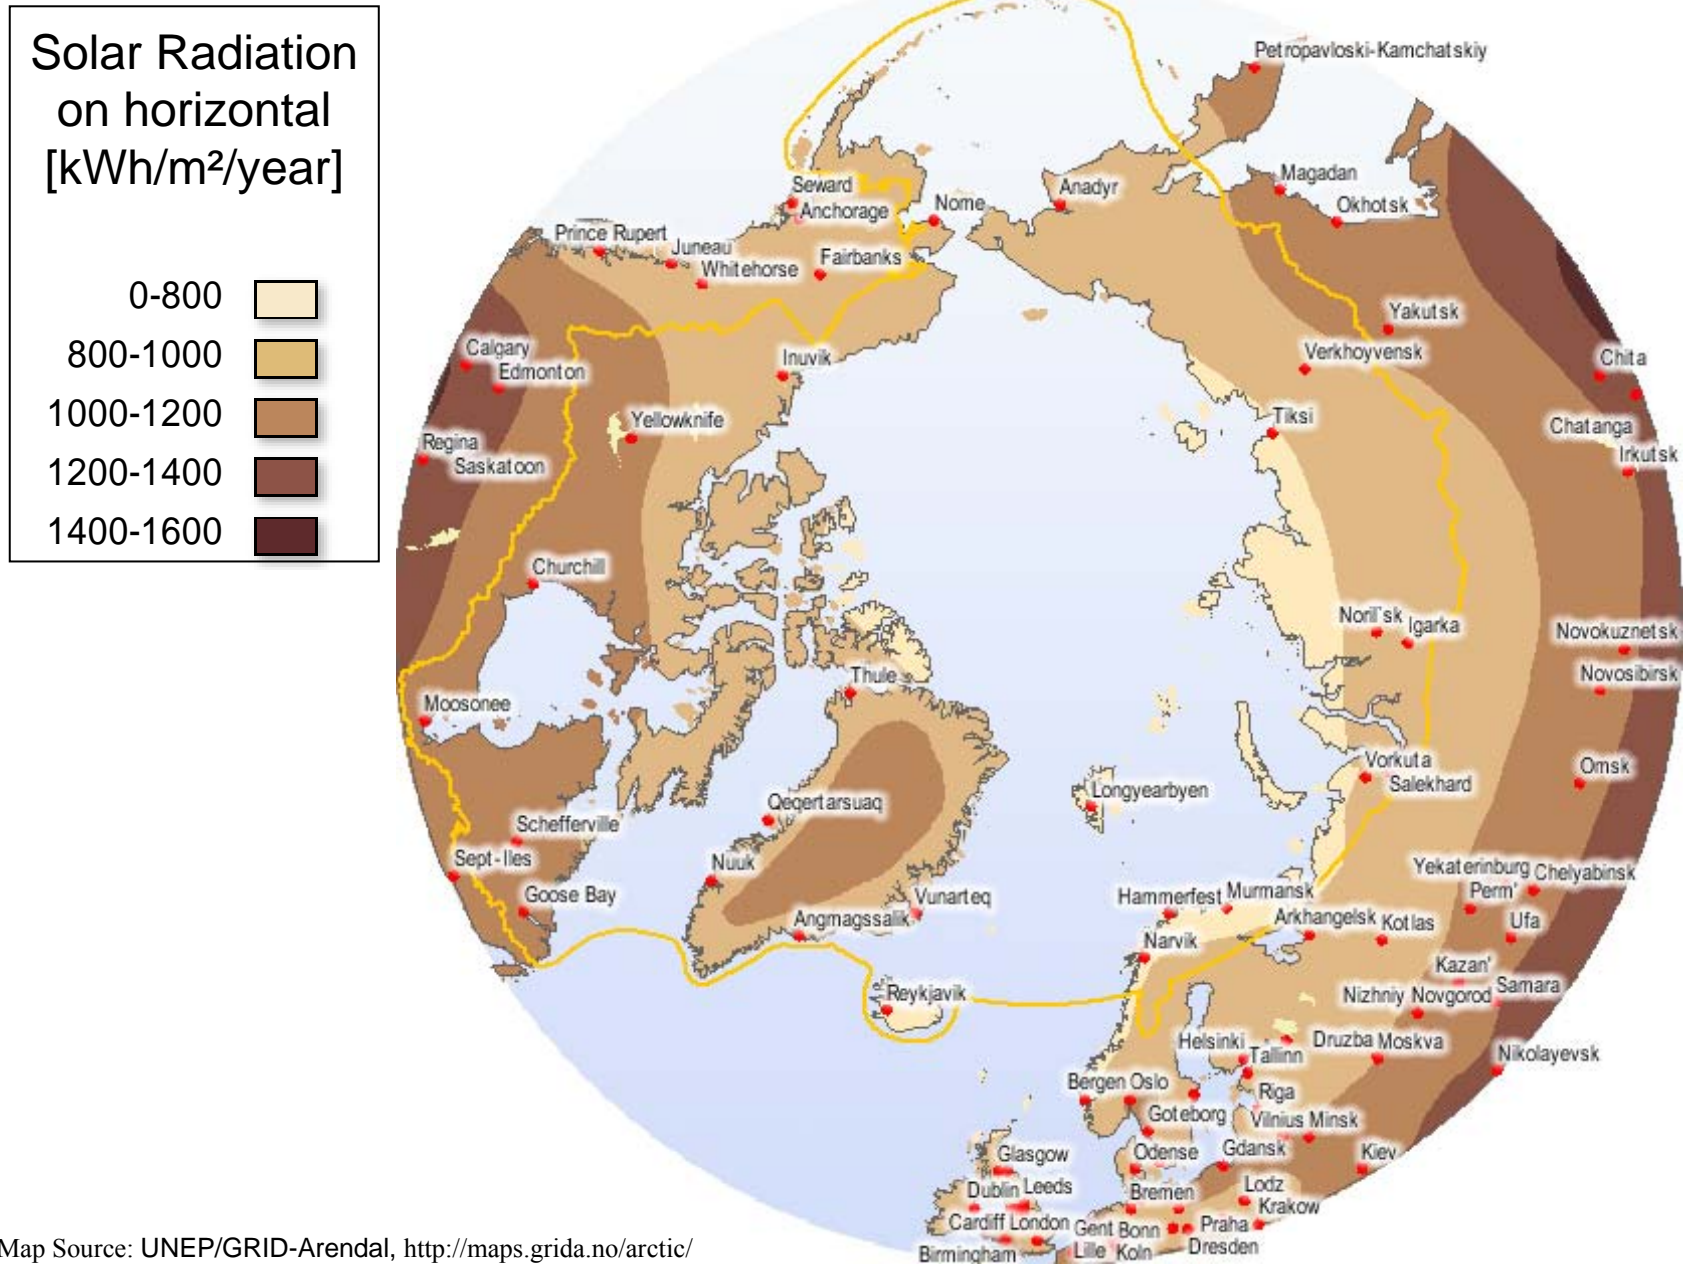 Solar Radiation
on horizontal
[kWh/m²/year]
0-800
800-1000
1000-1200
1200-1400
1400-1600
Petropavloski-Kamchatskiy
Magadan
Okhotsk
Anadyr
Seward
Anchorage
Nome
Prince Rupert
Juneau
Whitehorse
Fairbanks
Yakutsk
Verkhoyvensk
Chita
Calgary
Edmonton
Inuvik
Yellowknife
Tiksi
Chatanga
Irkutsk
Regina
Saskatoon
Churchill
Noril'sk
Igarka
Novokuznetsk
Novosibirsk
Thule
Moosonee
Vorkuta
Salekhard
Omsk
Longyearbyen
Qeqertarsuaq
Schefferville
Sept-Iles
Nuuk
Goose Bay
Vunarteq
Angmagssalik
Hammerfest
Murmansk
Yekaterinburg
Chelyabinsk
Perm'
Arkhangelsk
Kotlas
Ufa
Narvik
Kazan'
Samara
Nizhniy Novgorod
Reykjavik
Helsinki
Tallinn
Druzba
Moskva
Nikolayevsk
Bergen
Oslo
Riga
Goteborg
Vilnius
Minsk
Glasgow
Odense
Gdansk
Kiev
Dublin
Leeds
Bremen
Lodz
Krakow
Cardiff
London
Gent
Bonn
Praha
Birmingham
Lille
Koln
Dresden
Map Source: UNEP/GRID-Arendal, http://maps.grida.no/arctic/